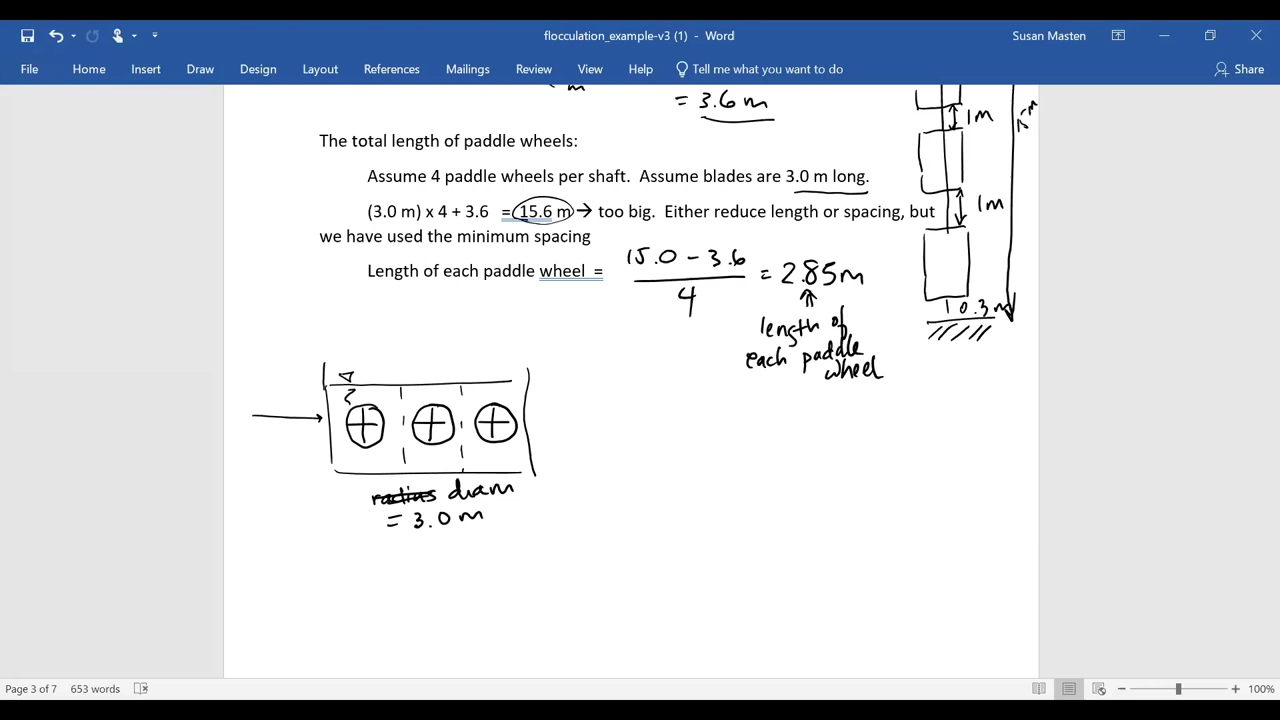 flocculation_example-v3 (1) - Word
Susan Masten
File Home Insert Draw Design Layout References Mailings Review View Help Tell me what you want to do Share
m
= 3.6 m
1m
15 m
The total length of paddle wheels:
Assume 4 paddle wheels per shaft. Assume blades are 3.0 m long.
(3.0 m) x 4 + 3.6 = 15.6 m → too big. Either reduce length or spacing, but
1m
we have used the minimum spacing
Length of each paddle wheel =
15.0 - 3.6
4
= 2.85 m
0.3 m
length of
each paddle
wheel
radius diam
= 3.0 m
Page 3 of 7 653 words
100%